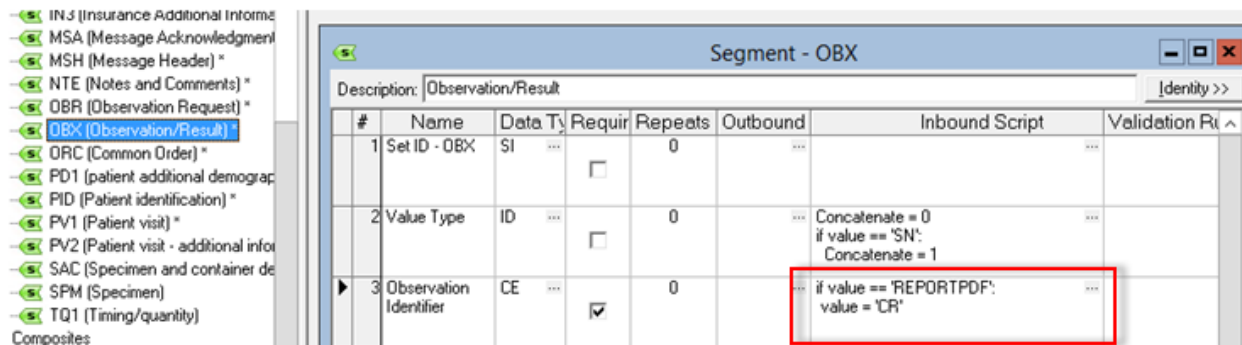 IN3 (Insurance Additional Informa
MSA (Message Acknowledgment
MSH (Message Header) *
NTE (Notes and Comments) *
OBR (Observation Request) *
OBX (Observation/Result) *
ORC (Common Order) *
PD1 (patient additional demograp
PID (Patient identification) *
PV1 (Patient visit) *
PV2 (Patient visit - additional infor
SAC (Specimen and container de
SPM (Specimen)
TQ1 (Timing/quantity)
Composites
Segment - OBX
Description: Observation/Result Identity >>
# Name Data Ty Requir Repeats Outbound Inbound Script Validation Ru
1 Set ID - OBX SI ... 0 ... ...
2 Value Type ID ... 0 ... Concatenate = 0 ...
if value == 'SN':
Concatenate = 1
3 Observation CE ... 0 ... if value == 'REPORTPDF': ...
Identifier value = 'CR'